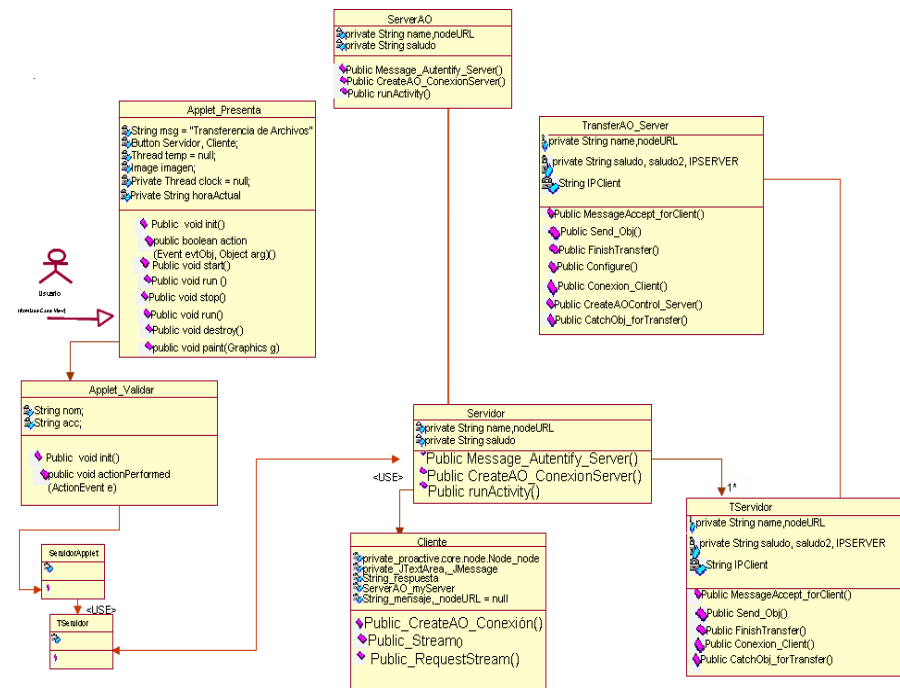 ServerAO
private String name,nodeURL
private String saludo
Public Message_Autentify_Server()
Public CreateAO_ConexionServer()
Public runActivity()
Applet_Presenta
String msg = "Transferencia de Archivos"
Button Servidor, Cliente;
Thread temp = null;
Image imagen;
Private Thread clock = null;
Private String horaActual
Public void init()
public boolean action
(Event evtObj, Object arg)()
Public void start()
Public void run ()
Public void stop()
Public void run()
Public void destroy()
public void paint(Graphics g)
TransferAO_Server
private String name,nodeURL
private String saludo, saludo2, IPSERVER
String IPClient
Public MessageAccept_forClient()
Public Send_Obj()
Public FinishTransfer()
Public Configure()
Public Conexion_Client()
Public CreateAOControl_Server()
Public CatchObj_forTransfer()
Usuario
Applet_Validar
String nom;
String acc;
Public void init()
public void actionPerformed
(ActionEvent e)
Servidor
private String name,nodeURL
private String saludo
Public Message_Autentify_Server()
Public CreateAO_ConexionServer()
Public runActivity()
<USE>
1*
TServidor
private String name,nodeURL
private String saludo, saludo2, IPSERVER
String IPClient
Public MessageAccept_forClient()
Public Send_Obj()
Public FinishTransfer()
Public Conexion_Client()
Public CatchObj_forTransfer()
Cliente
private_proactive.core.node.Node_node
private_JTextArea,_JMessage
String_respuesta
ServerAO_myServer
String_mensaje,_nodeURL = null
Public_CreateAO_Conexión()
Public_Stream()
Public_RequestStream()
ServidorApplet
<USE>
TServidor